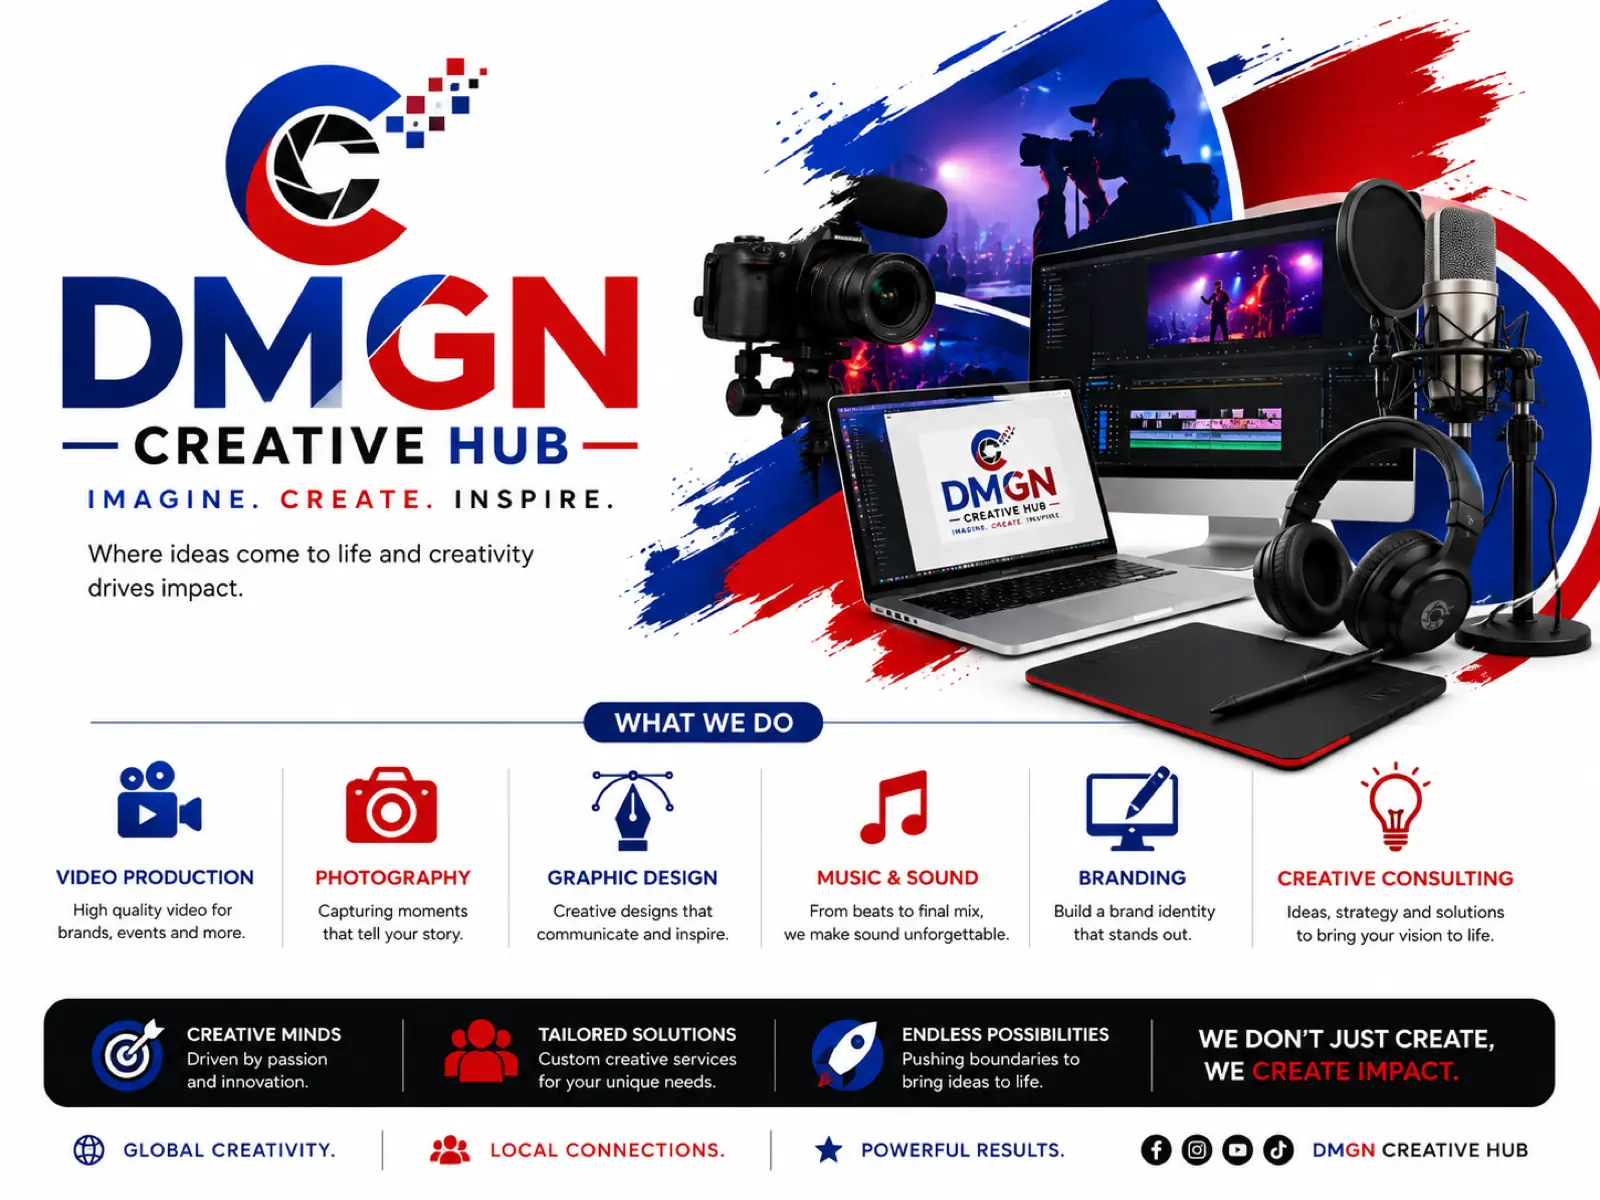 DMGN
CREATIVE HUB
IMAGINE. CREATE. INSPIRE.
Where ideas come to life and creativity
drives impact.
DMGN
CREATIVE HUB
IMAGINE. CREATE.
WHAT WE DO
VIDEO PRODUCTION
High quality video for
brands, events and more.
PHOTOGRAPHY
Capturing moments
that tell your story.
GRAPHIC DESIGN
Creative designs that
communicate and inspire.
MUSIC & SOUND
From beats to final mix,
we make sound unforgettable.
BRANDING
Build a brand identity
that stands out.
CREATIVE CONSULTING
Ideas, strategy and solutions
to bring your vision to life.
CREATIVE MINDS
Driven by passion
and innovation.
TAILORED SOLUTIONS
Custom creative services
for your unique needs.
ENDLESS POSSIBILITIES
Pushing boundaries to
bring ideas to life.
WE DON'T JUST CREATE,
WE CREATE IMPACT.
GLOBAL CREATIVITY.
LOCAL CONNECTIONS.
POWERFUL RESULTS.
DMGN CREATIVE HUB